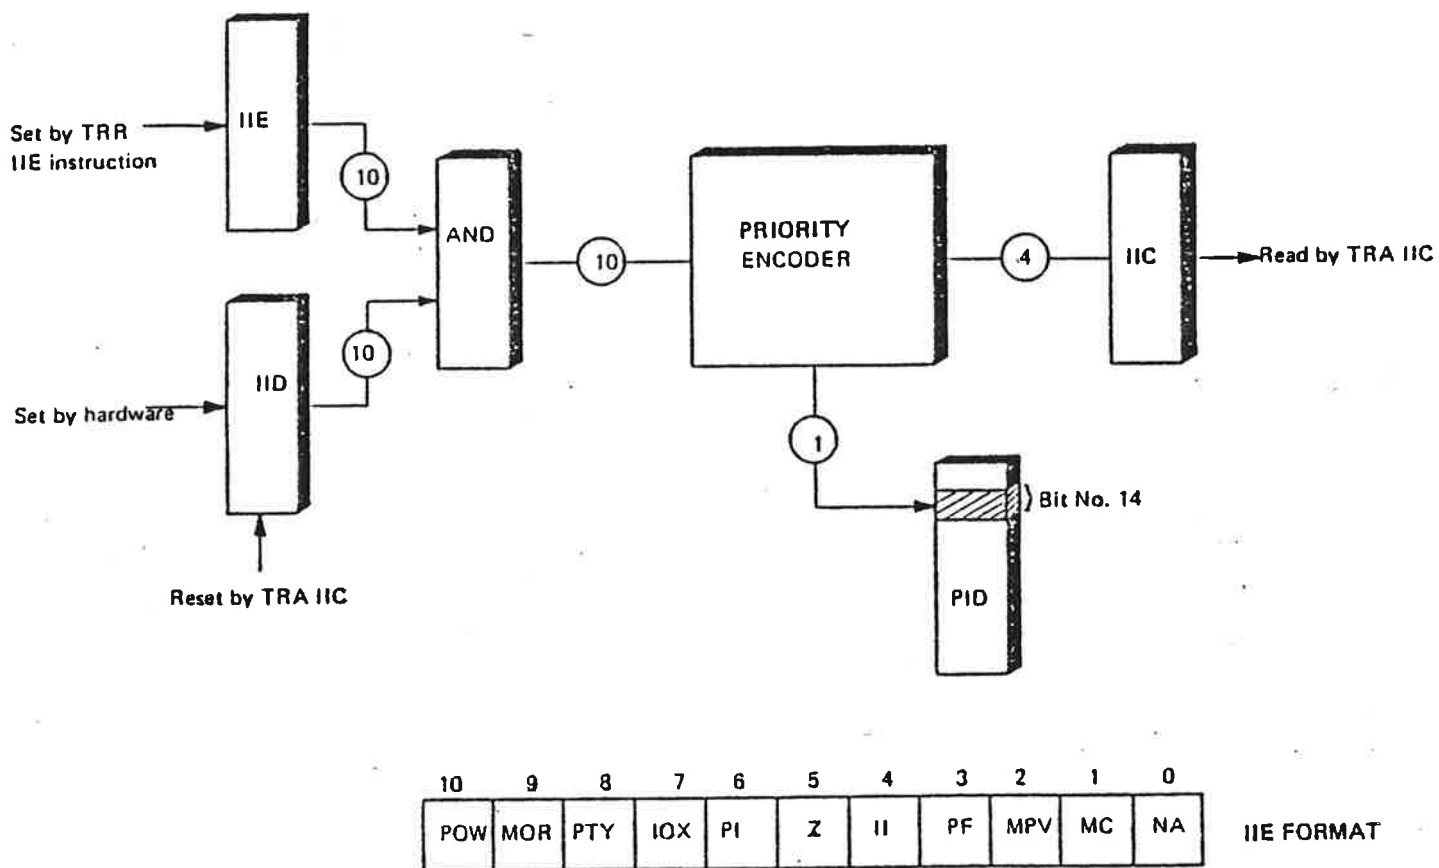 IIE
Set by TRR
IIE instruction
10
AND
10
PRIORITY
ENCODER
4
IIC
Read by TRA IIC
IID
10
Set by hardware
Reset by TRA IIC
1
Bit No. 14
PID
10 9 8 7 6 5 4 3 2 1 0
POW MOR PTY IOX PI Z II PF MPV MC NA
IIE FORMAT